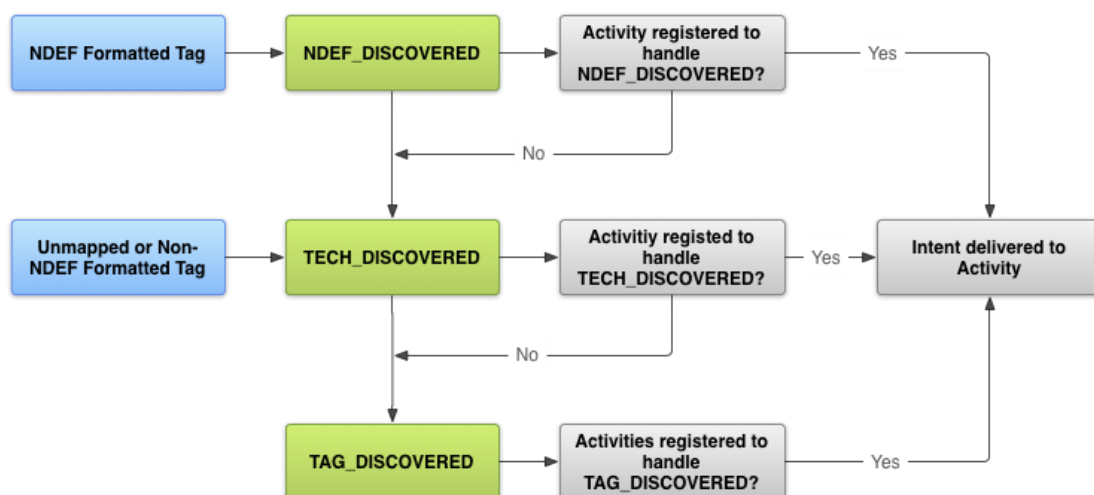 NDEF Formatted Tag
NDEF_DISCOVERED
Activity registered to
handle
NDEF_DISCOVERED?
Yes
No
Unmapped or Non-
NDEF Formatted Tag
TECH_DISCOVERED
Activitiy registed to
handle
TECH_DISCOVERED?
Yes
Intent delivered to
Activity
No
TAG_DISCOVERED
Activities registered to
handle
TAG_DISCOVERED?
Yes